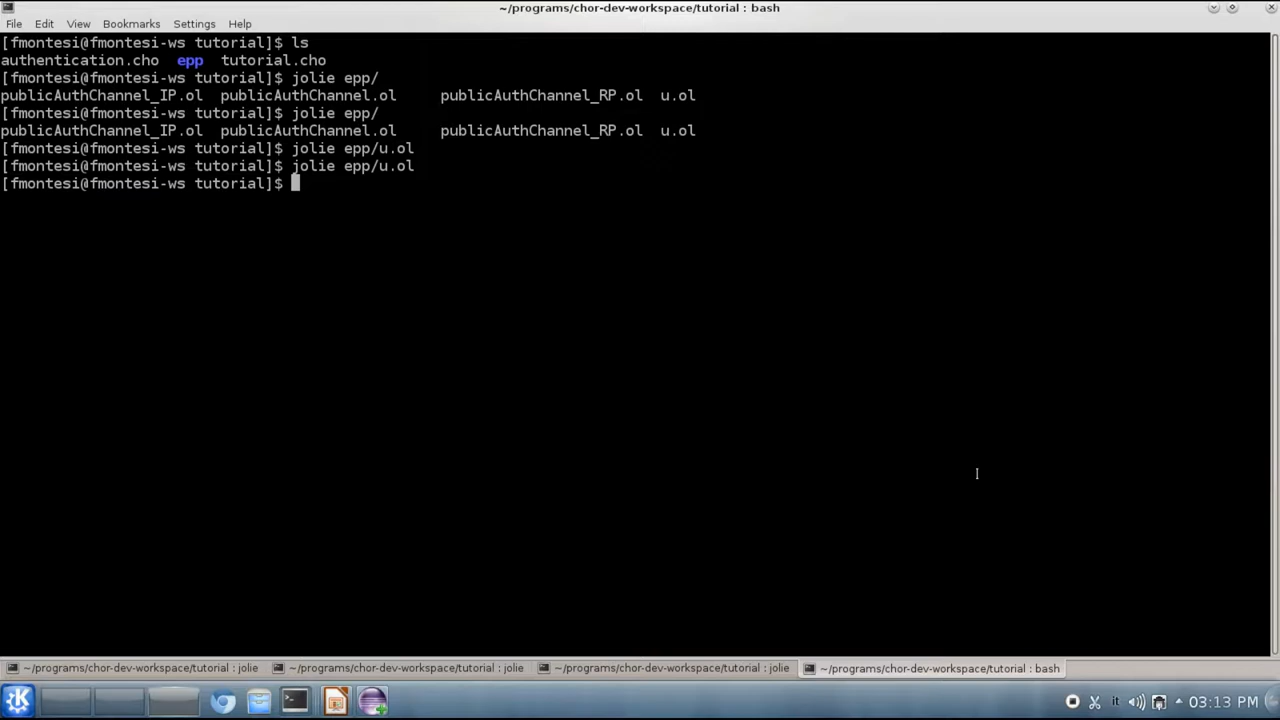 ~/programs/chor-dev-workspace/tutorial : bash
File Edit View Bookmarks Settings Help
[fmontesi@fmontesi-ws tutorial]$ ls
authentication.cho  epp  tutorial.cho
[fmontesi@fmontesi-ws tutorial]$ jolie epp/
publicAuthChannel_IP.ol  publicAuthChannel.ol     publicAuthChannel_RP.ol  u.ol
[fmontesi@fmontesi-ws tutorial]$ jolie epp/
publicAuthChannel_IP.ol  publicAuthChannel.ol     publicAuthChannel_RP.ol  u.ol
[fmontesi@fmontesi-ws tutorial]$ jolie epp/u.ol
[fmontesi@fmontesi-ws tutorial]$ jolie epp/u.ol
[fmontesi@fmontesi-ws tutorial]$
~/programs/chor-dev-workspace/tutorial : jolie ~/programs/chor-dev-workspace/tutorial : jolie ~/programs/chor-dev-workspace/tutorial : jolie ~/programs/chor-dev-workspace/tutorial : bash
it 03:13 PM